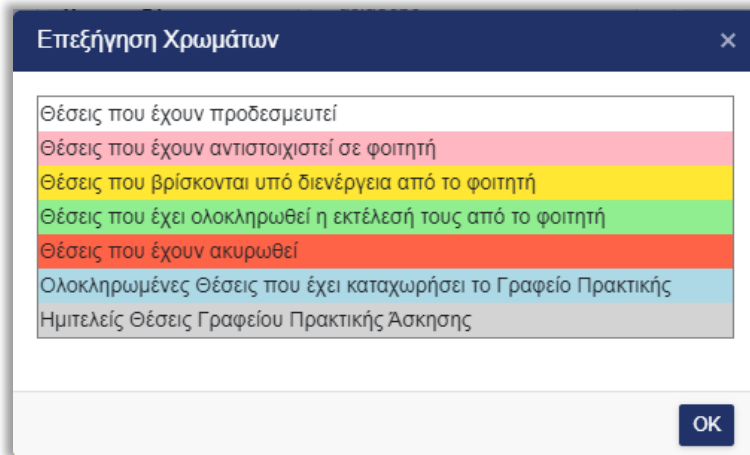 Επεξήγηση Χρωμάτων ×
Θέσεις που έχουν προδεσμευτεί
Θέσεις που έχουν αντιστοιχιστεί σε φοιτητή
Θέσεις που βρίσκονται υπό διενέργεια από το φοιτητή
Θέσεις που έχει ολοκληρωθεί η εκτέλεσή τους από το φοιτητή
Θέσεις που έχουν ακυρωθεί
Ολοκληρωμένες Θέσεις που έχει καταχωρήσει το Γραφείο Πρακτικής
Ημιτελείς Θέσεις Γραφείου Πρακτικής Άσκησης
OK